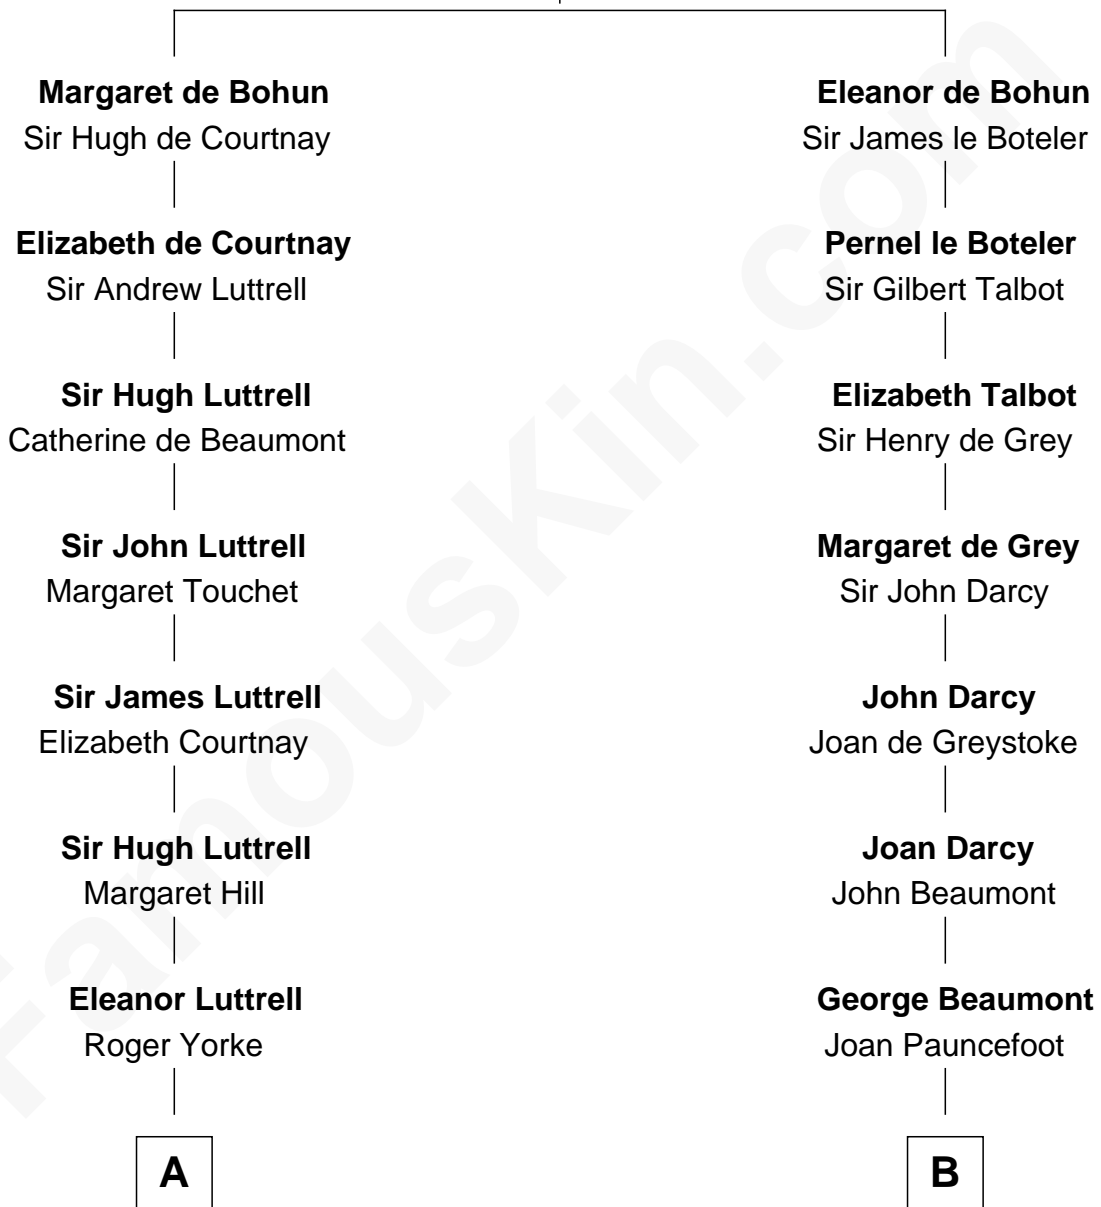 Margaret de Bohun
Sir Hugh de Courtnay
Elizabeth de Courtnay
Sir Andrew Luttrell
Sir Hugh Luttrell
Catherine de Beaumont
Sir John Luttrell
Margaret Touchet
Sir James Luttrell
Elizabeth Courtnay
Sir Hugh Luttrell
Margaret Hill
Eleanor Luttrell
Roger Yorke
A
Eleanor de Bohun
Sir James le Boteler
Pernel le Boteler
Sir Gilbert Talbot
Elizabeth Talbot
Sir Henry de Grey
Margaret de Grey
Sir John Darcy
John Darcy
Joan de Greystoke
Joan Darcy
John Beaumont
George Beaumont
Joan Pauncefoot
B
FamousKin.com